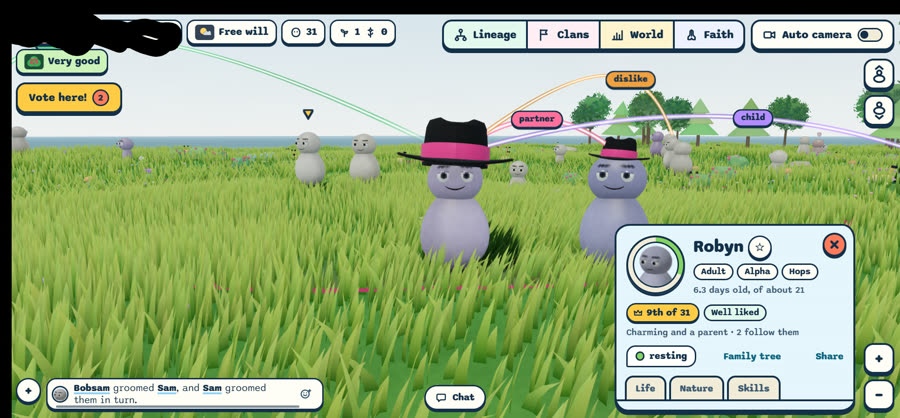 Free will
31
1
0
Lineage
Clans
World
Faith
Auto camera
Very good
Vote here! 2
dislike
partner
child
Robyn
Adult
Alpha
Hops
6.3 days old, of about 21
9th of 31
Well liked
Charming and a parent • 2 follow them
resting
Family tree
Share
Life
Nature
Skills
Bobsam groomed Sam, and Sam groomed
them in turn.
Chat